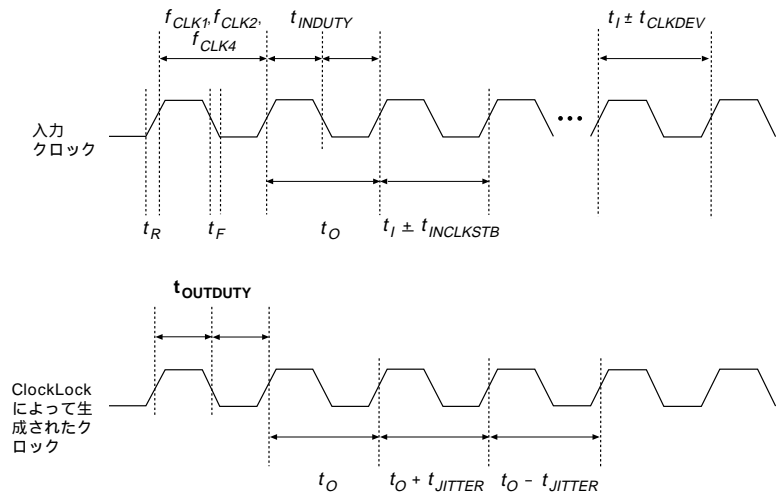 fCLK1, fCLK2,
fCLK4
tINDUTY
tI ± tCLKDEV
入力
クロック
tR
tF
tO
tI ± tINCLKSTB
tOUTDUTY
ClockLock
によって生
成されたク
ロック
tO
tO + tJITTER
tO − tJITTER